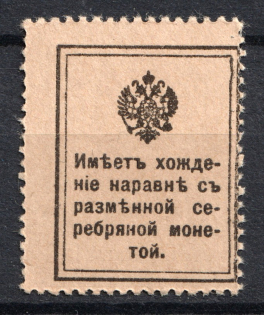 Имѣетъ хожде-
ніе наравнѣ съ
размѣнной се-
ребряной моне-
той.